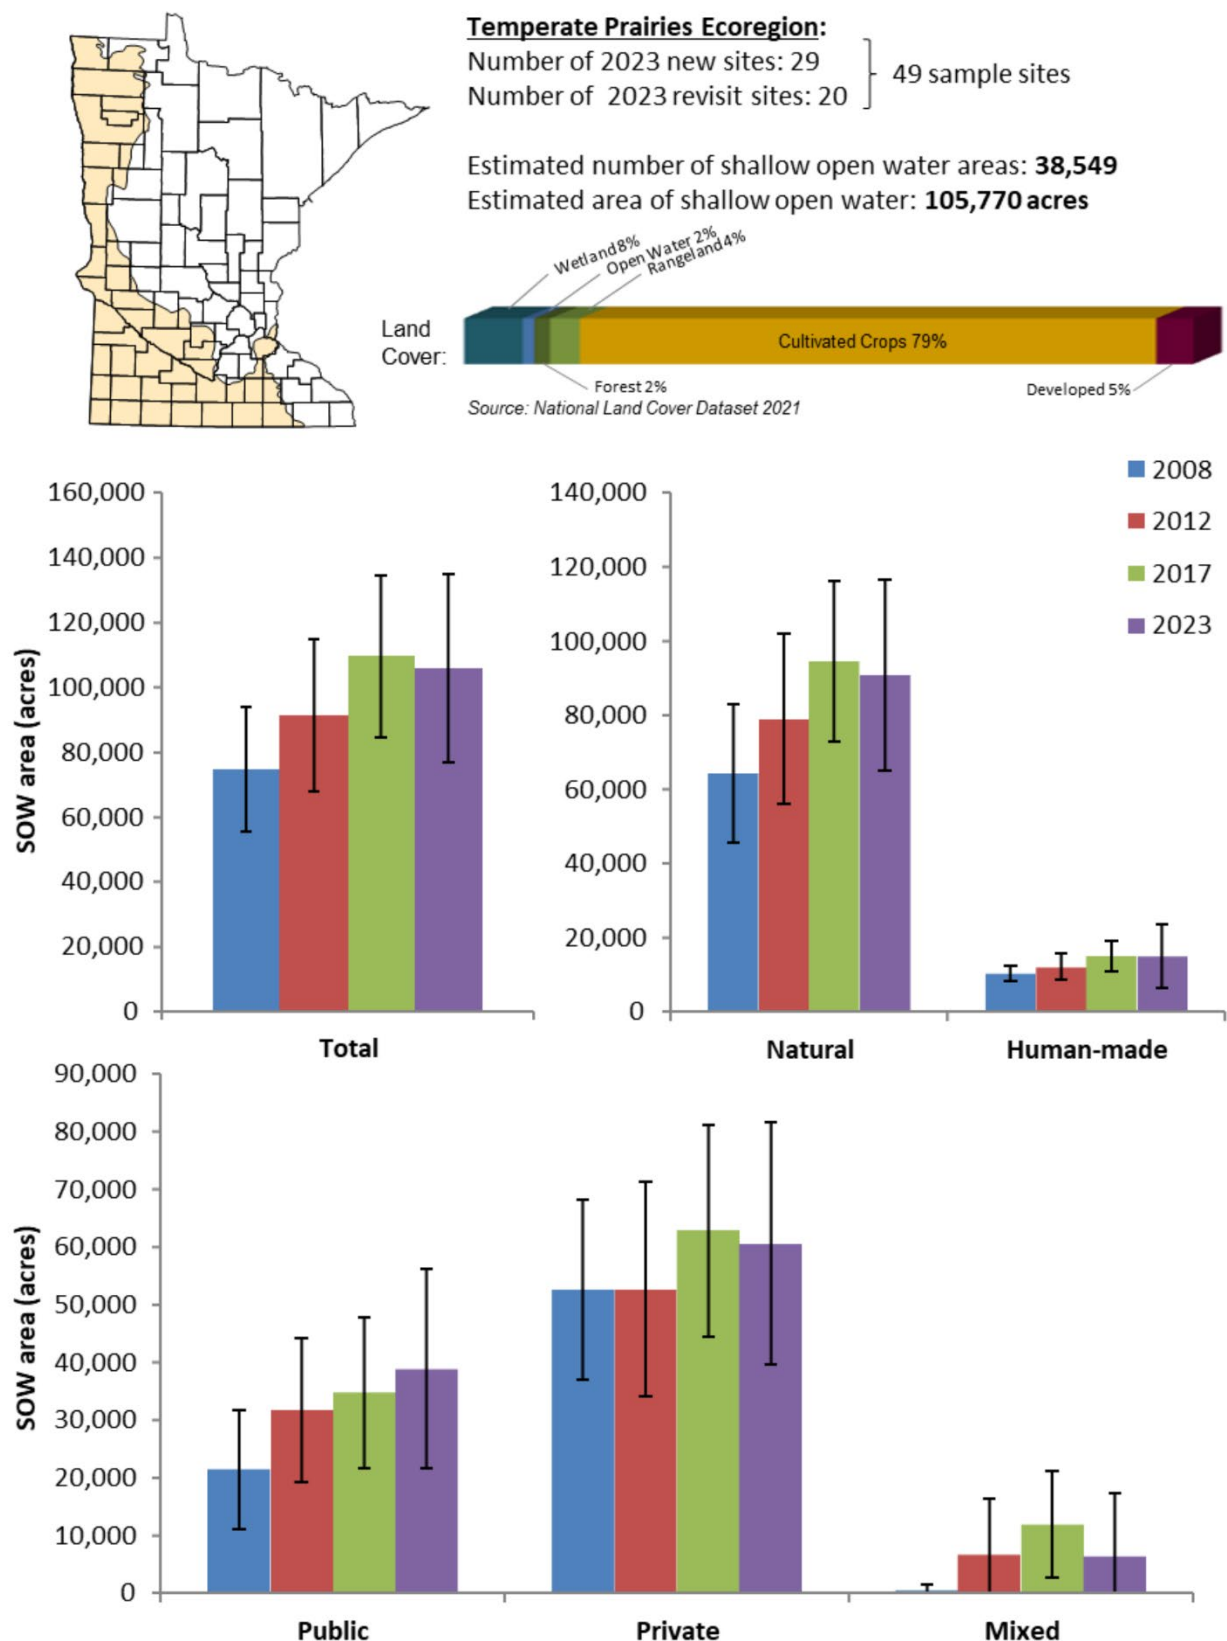 Temperate Prairies Ecoregion:
Number of 2023 new sites: 29
Number of  2023 revisit sites: 20
49 sample sites
Estimated number of shallow open water areas: 38,549
Estimated area of shallow open water: 105,770 acres
Wetland8%
Open Water 2%
Rangeland4%
Land
Cover:
Cultivated Crops 79%
Forest 2%
Developed 5%
Source: National Land Cover Dataset 2021
2008
2012
2017
2023
SOW area (acres)
160,000
140,000
120,000
100,000
80,000
60,000
40,000
20,000
0
Total
140,000
120,000
100,000
80,000
60,000
40,000
20,000
0
Natural
Human-made
SOW area (acres)
90,000
80,000
70,000
60,000
50,000
40,000
30,000
20,000
10,000
0
Public
Private
Mixed